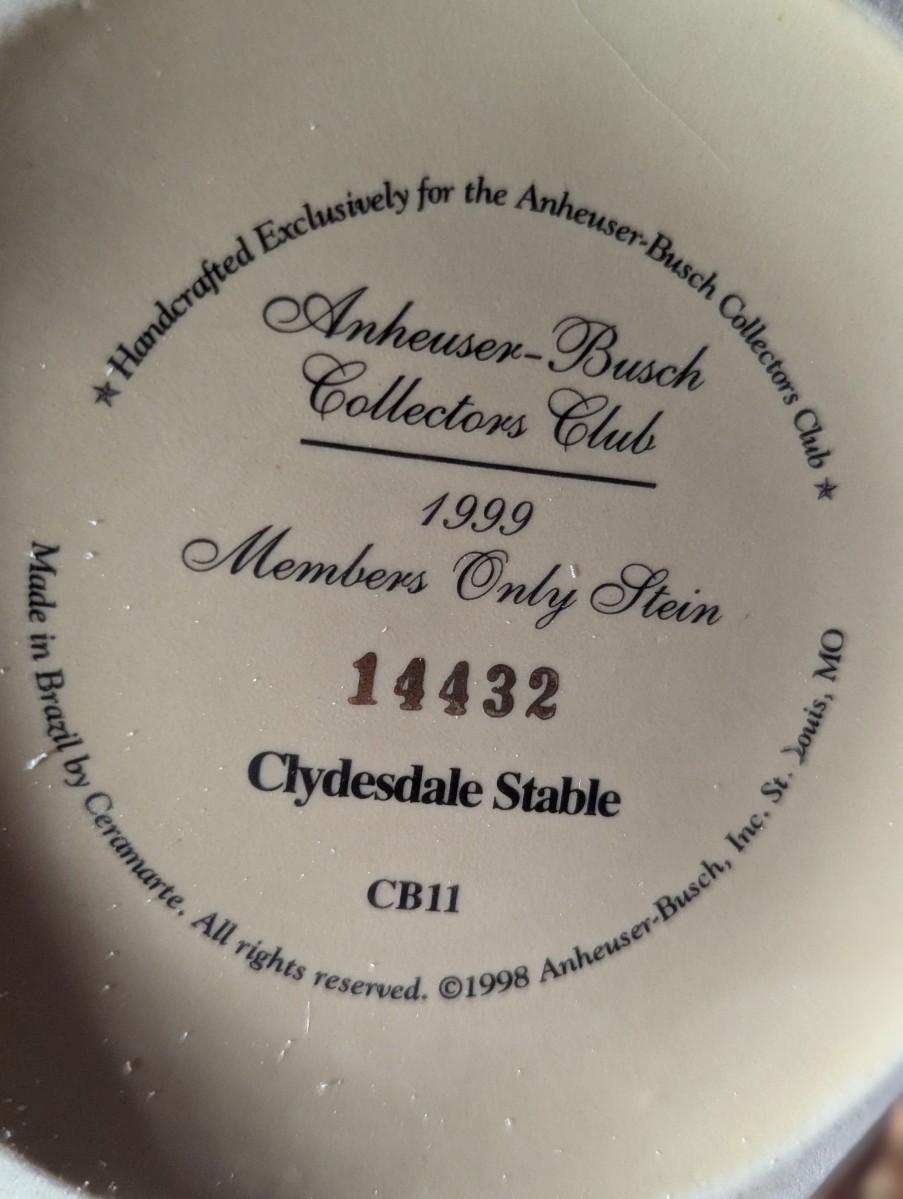 ★ Handcrafted Exclusively for the Anheuser-Busch Collectors Club ★
Anheuser-Busch
Collectors Club
1999
Members Only Stein
14432
Clydesdale Stable
CB11
Made in Brazil by Ceramarte. All rights reserved. ©1998 Anheuser-Busch, Inc. St. Louis, MO